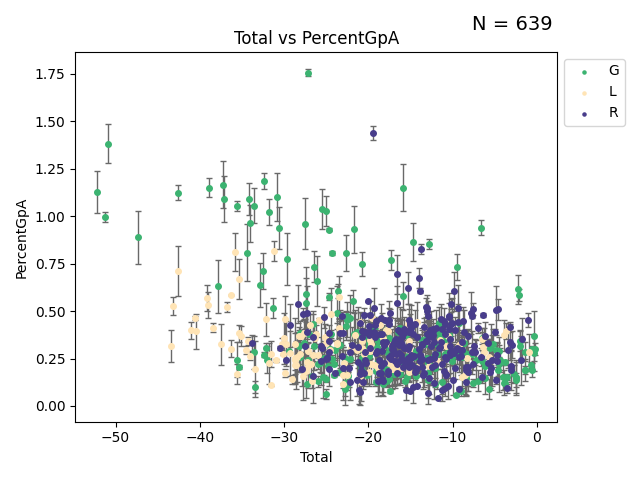 N = 639
Total vs PercentGpA
G
L
R
PercentGpA
1.75
1.50
1.25
1.00
0.75
0.50
0.25
0.00
−50 −40 −30 −20 −10 0
Total